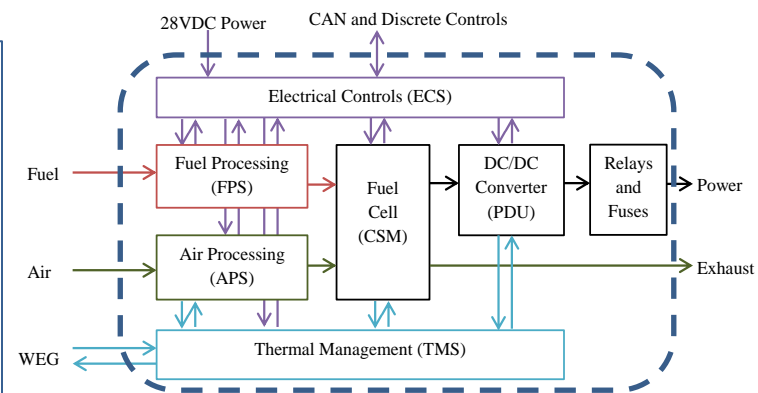 28VDC Power
CAN and Discrete Controls
Electrical Controls (ECS)
Fuel
Fuel Processing
(FPS)
Fuel
Cell
(CSM)
DC/DC
Converter
(PDU)
Relays
and
Fuses
Power
Air
Air Processing
(APS)
Exhaust
WEG
Thermal Management (TMS)